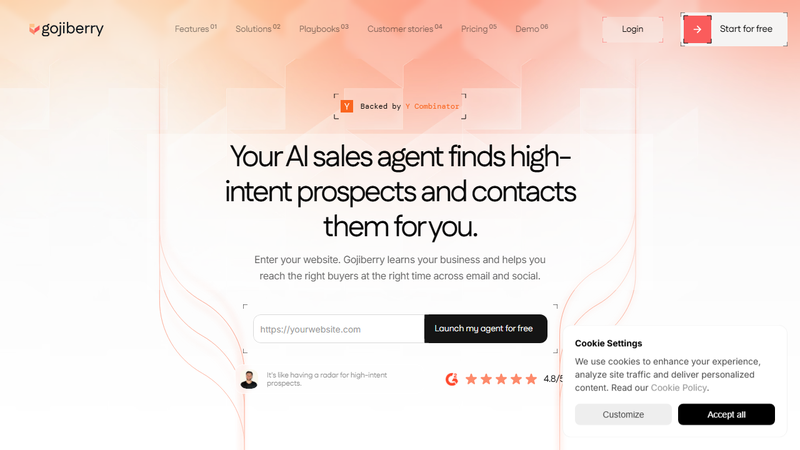 gojiberry
Features 01
Solutions 02
Playbooks 03
Customer stories 04
Pricing 05
Demo 06
Login
Start for free
Y Backed by Y Combinator
Your AI sales agent finds high-
intent prospects and contacts
them for you.
Enter your website. Gojiberry learns your business and helps you
reach the right buyers at the right time across email and social.
https://yourwebsite.com
Launch my agent for free
It's like having a radar for high-intent
prospects.
4.8/5
Cookie Settings
We use cookies to enhance your experience,
analyze site traffic and deliver personalized
content. Read our Cookie Policy.
Customize
Accept all